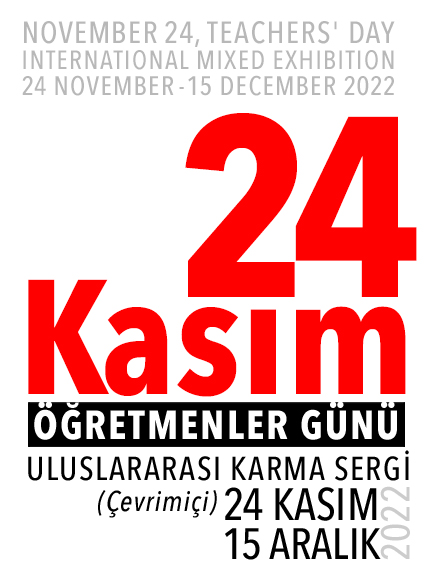 NOVEMBER 24, TEACHERS' DAY
INTERNATIONAL MIXED EXHIBITION
24 NOVEMBER - 15 DECEMBER 2022
24
Kasım
ÖĞRETMENLER GÜNÜ
ULUSLARARASI KARMA SERGİ
(Çevrimiçi) 24 KASIM
15 ARALIK
2022